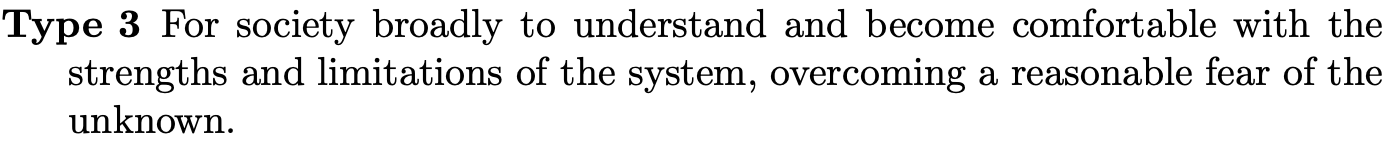 Type 3 For society broadly to understand and become comfortable with the
strengths and limitations of the system, overcoming a reasonable fear of the
unknown.